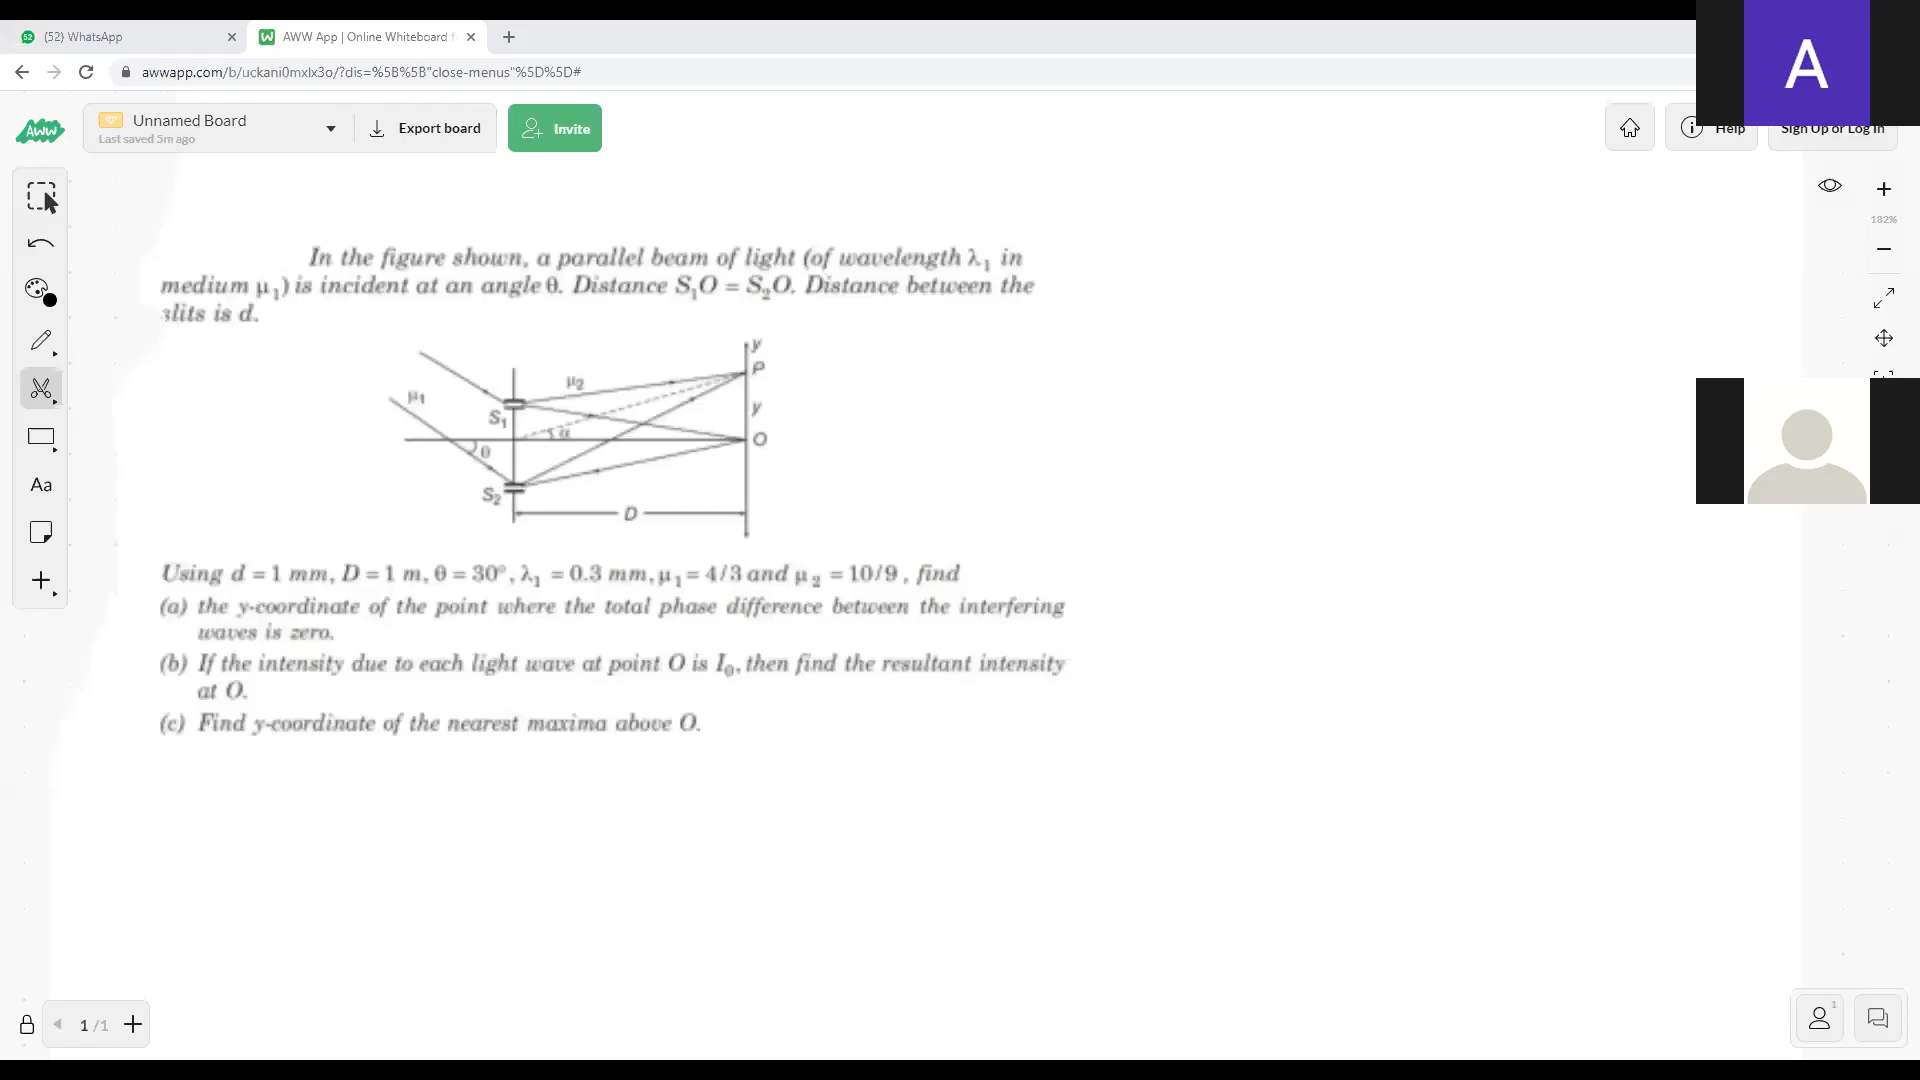 (52) WhatsApp
AWW App | Online Whiteboard f
awwapp.com/b/uckani0mxlx3o/?dis=%5B%5B"close-menus"%5D%5D#
A
AWW
Unnamed Board
Last saved 5m ago
Export board
Invite
Help
Sign Up or Log In
182%
Aa
In the figure shown, a parallel beam of light (of wavelength λ₁ in
medium μ₁) is incident at an angle θ. Distance S₁O = S₂O. Distance between the
slits is d.
y
P
μ₂
μ₁
S₁
y
α
O
θ
S₂
D
Using d = 1 mm, D = 1 m, θ = 30°, λ₁ = 0.3 mm, μ₁ = 4/3 and μ₂ = 10/9, find
(a) the y-coordinate of the point where the total phase difference between the interfering
waves is zero.
(b) If the intensity due to each light wave at point O is I₀, then find the resultant intensity
at O.
(c) Find y-coordinate of the nearest maxima above O.
1 /1
1